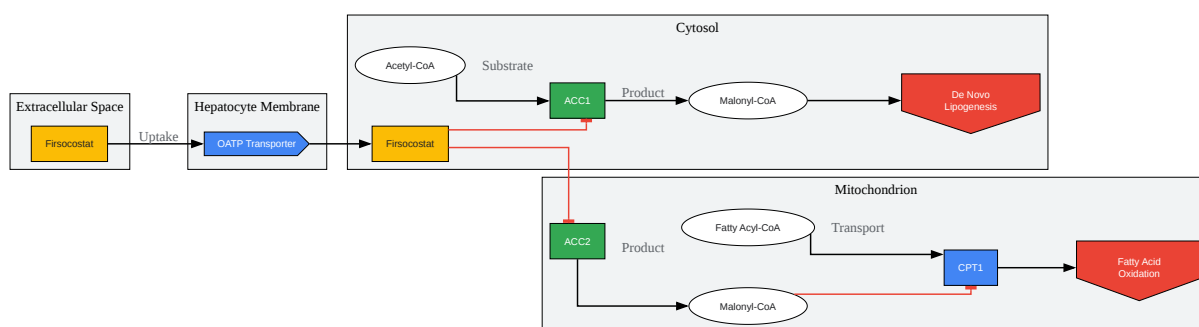 Cytosol
Acetyl-CoA
Substrate
ACC1
Product
Malonyl-CoA
De Novo
Lipogenesis
Extracellular Space
Firsocostat
Uptake
Hepatocyte Membrane
OATP Transporter
Firsocostat
Mitochondrion
ACC2
Product
Fatty Acyl-CoA
Transport
CPT1
Fatty Acid
Oxidation
Malonyl-CoA